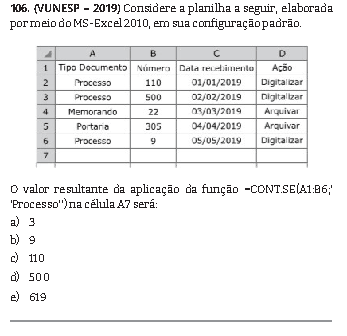 106. (VUNESP – 2019) Considere a planilha a seguir, elaborada
por meio do MS-Excel 2010, em sua configuração padrão.
A B C D
1 Tipo Documento Número Data recebimento Ação
2 Processo 110 01/01/2019 Digitalizar
3 Processo 500 02/02/2019 Digitalizar
4 Memorando 22 03/03/2019 Arquivar
5 Portaria 305 04/04/2019 Arquivar
6 Processo 9 05/05/2019 Digitalizar
7
O valor resultante da aplicação da função =CONT.SE(A1:B6;"
"Processo") na célula A7 será:
a) 3
b) 9
c) 110
d) 500
e) 619